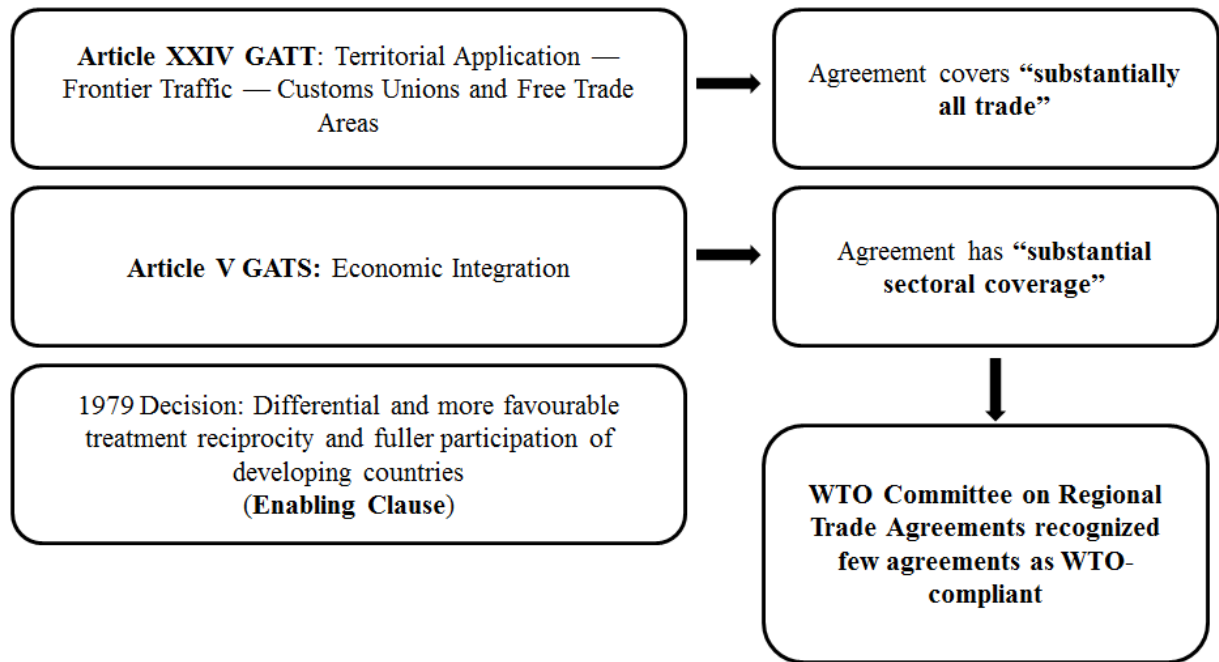 Article XXIV GATT: Territorial Application —
Frontier Traffic — Customs Unions and Free Trade
Areas
Agreement covers “substantially
all trade”
Article V GATS: Economic Integration
Agreement has “substantial
sectoral coverage”
1979 Decision: Differential and more favourable
treatment reciprocity and fuller participation of
developing countries
(Enabling Clause)
WTO Committee on Regional
Trade Agreements recognized
few agreements as WTO-
compliant